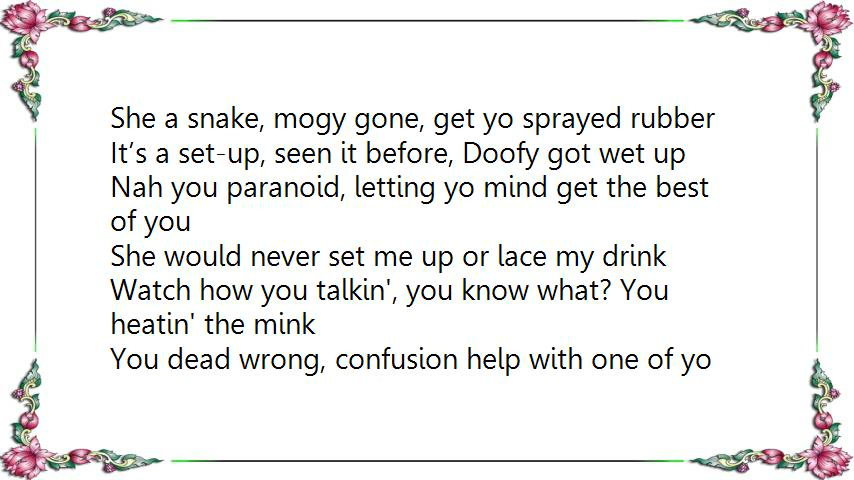 She a snake, mogy gone, get yo sprayed rubber
It’s a set-up, seen it before, Doofy got wet up
Nah you paranoid, letting yo mind get the best
of you
She would never set me up or lace my drink
Watch how you talkin', you know what? You
heatin' the mink
You dead wrong, confusion help with one of yo